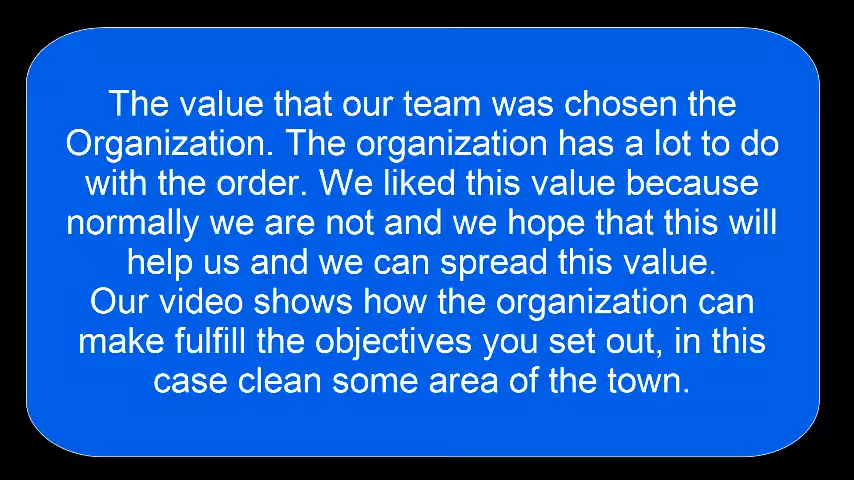 The value that our team was chosen the
Organization. The organization has a lot to do
with the order. We liked this value because
normally we are not and we hope that this will
help us and we can spread this value.
Our video shows how the organization can
make fulfill the objectives you set out, in this
case clean some area of the town.